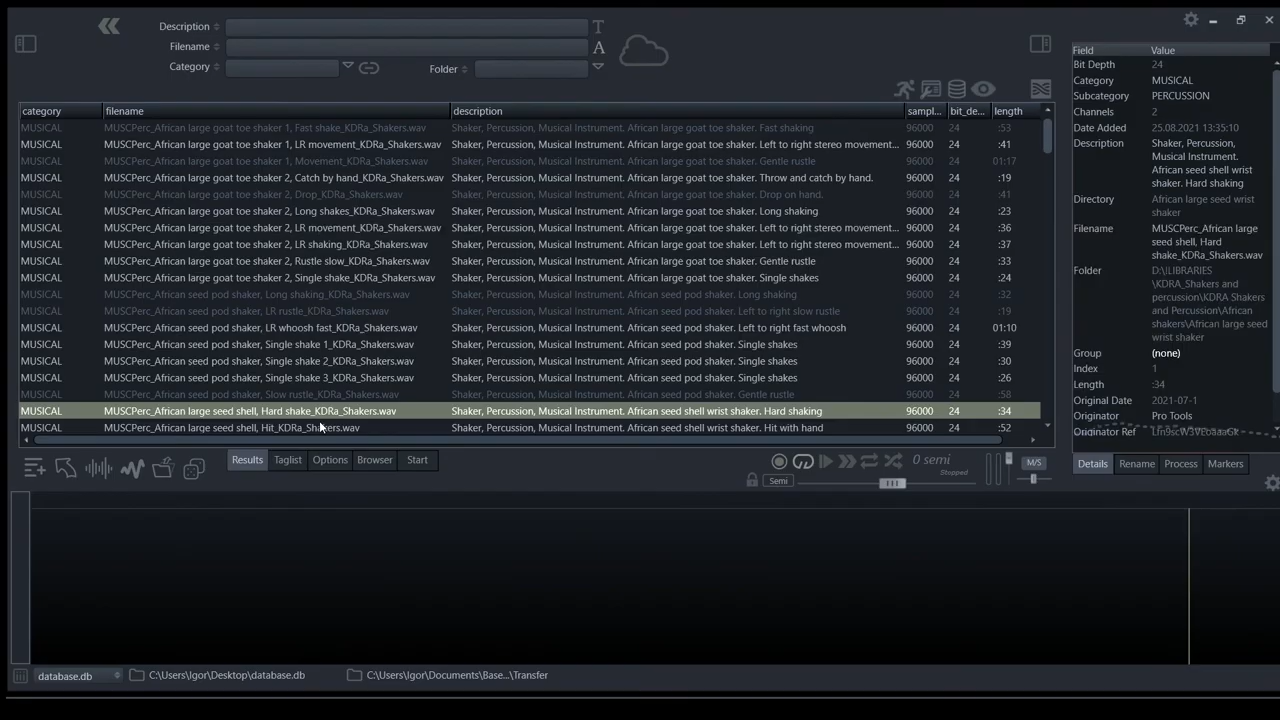 Description
T
Filename
A
Category
Folder
category filename description sampl... bit_de... length
MUSICAL MUSCPerc_African large goat toe shaker 1, Fast shake_KDRa_Shakers.wav Shaker, Percussion, Musical Instrument. African large goat toe shaker. Fast shaking 96000 24 :53
MUSICAL MUSCPerc_African large goat toe shaker 1, LR movement_KDRa_Shakers.wav Shaker, Percussion, Musical Instrument. African large goat toe shaker. Left to right stereo movement... 96000 24 :41
MUSICAL MUSCPerc_African large goat toe shaker 1, Movement_KDRa_Shakers.wav Shaker, Percussion, Musical Instrument. African large goat toe shaker. Gentle rustle 96000 24 01:17
MUSICAL MUSCPerc_African large goat toe shaker 2, Catch by hand_KDRa_Shakers.wav Shaker, Percussion, Musical Instrument. African large goat toe shaker. Throw and catch by hand. 96000 24 :19
MUSICAL MUSCPerc_African large goat toe shaker 2, Drop_KDRa_Shakers.wav Shaker, Percussion, Musical Instrument. African large goat toe shaker. Drop on hand. 96000 24 :41
MUSICAL MUSCPerc_African large goat toe shaker 2, Long shakes_KDRa_Shakers.wav Shaker, Percussion, Musical Instrument. African large goat toe shaker. Long shaking 96000 24 :23
MUSICAL MUSCPerc_African large goat toe shaker 2, LR movement_KDRa_Shakers.wav Shaker, Percussion, Musical Instrument. African large goat toe shaker. Left to right stereo movement... 96000 24 :36
MUSICAL MUSCPerc_African large goat toe shaker 2, LR shaking_KDRa_Shakers.wav Shaker, Percussion, Musical Instrument. African large goat toe shaker. Left to right stereo movement... 96000 24 :37
MUSICAL MUSCPerc_African large goat toe shaker 2, Rustle slow_KDRa_Shakers.wav Shaker, Percussion, Musical Instrument. African large goat toe shaker. Gentle rustle 96000 24 :33
MUSICAL MUSCPerc_African large goat toe shaker 2, Single shake_KDRa_Shakers.wav Shaker, Percussion, Musical Instrument. African large goat toe shaker. Single shakes 96000 24 :24
MUSICAL MUSCPerc_African seed pod shaker, Long shaking_KDRa_Shakers.wav Shaker, Percussion, Musical Instrument. African seed pod shaker. Long shaking 96000 24 :32
MUSICAL MUSCPerc_African seed pod shaker, LR rustle_KDRa_Shakers.wav Shaker, Percussion, Musical Instrument. African seed pod shaker. Left to right slow rustle 96000 24 :19
MUSICAL MUSCPerc_African seed pod shaker, LR whoosh fast_KDRa_Shakers.wav Shaker, Percussion, Musical Instrument. African seed pod shaker. Left to right fast whoosh 96000 24 01:10
MUSICAL MUSCPerc_African seed pod shaker, Single shake 1_KDRa_Shakers.wav Shaker, Percussion, Musical Instrument. African seed pod shaker. Single shakes 96000 24 :39
MUSICAL MUSCPerc_African seed pod shaker, Single shake 2_KDRa_Shakers.wav Shaker, Percussion, Musical Instrument. African seed pod shaker. Single shakes 96000 24 :30
MUSICAL MUSCPerc_African seed pod shaker, Single shake 3_KDRa_Shakers.wav Shaker, Percussion, Musical Instrument. African seed pod shaker. Single shakes 96000 24 :26
MUSICAL MUSCPerc_African seed pod shaker, Slow rustle_KDRa_Shakers.wav Shaker, Percussion, Musical Instrument. African seed pod shaker. Gentle rustle 96000 24 :58
MUSICAL MUSCPerc_African large seed shell, Hard shake_KDRa_Shakers.wav Shaker, Percussion, Musical Instrument. African seed shell wrist shaker. Hard shaking 96000 24 :34
MUSICAL MUSCPerc_African large seed shell, Hit_KDRa_Shakers.wav Shaker, Percussion, Musical Instrument. African seed shell wrist shaker. Hit with hand 96000 24 :52
Results Taglist Options Browser Start
0 semi
Stepped
Semi
M/S
Field Value
Bit Depth 24
Category MUSICAL
Subcategory PERCUSSION
Channels 2
Date Added 25.08.2021 13:35:10
Description Shaker, Percussion,
Musical Instrument.
African seed shell wrist
shaker. Hard shaking
Directory African large seed wrist
shaker
Filename MUSCPerc_African large
seed shell, Hard
shake_KDRa_Shakers.wav
Folder D:\LIBRARIES
\KDRA_Shakers and
percussion\KDRA Shakers
and Percussion\African
shakers\African large seed
wrist shaker
Group (none)
Index 1
Length :34
Original Date 2021-07-1
Originator Pro Tools
Originator Ref
Details Rename Process Markers
database.db C:\Users\Igor\Desktop\database.db C:\Users\Igor\Documents\Base...\Transfer